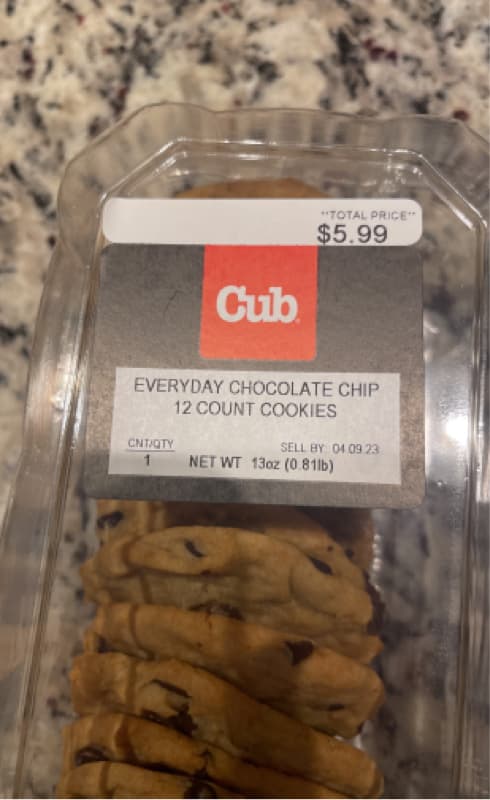 **TOTAL PRICE**
$5.99
Cub
EVERYDAY CHOCOLATE CHIP
12 COUNT COOKIES
CNT/QTY SELL BY: 04.09.23
1 NET WT 13oz (0.81lb)